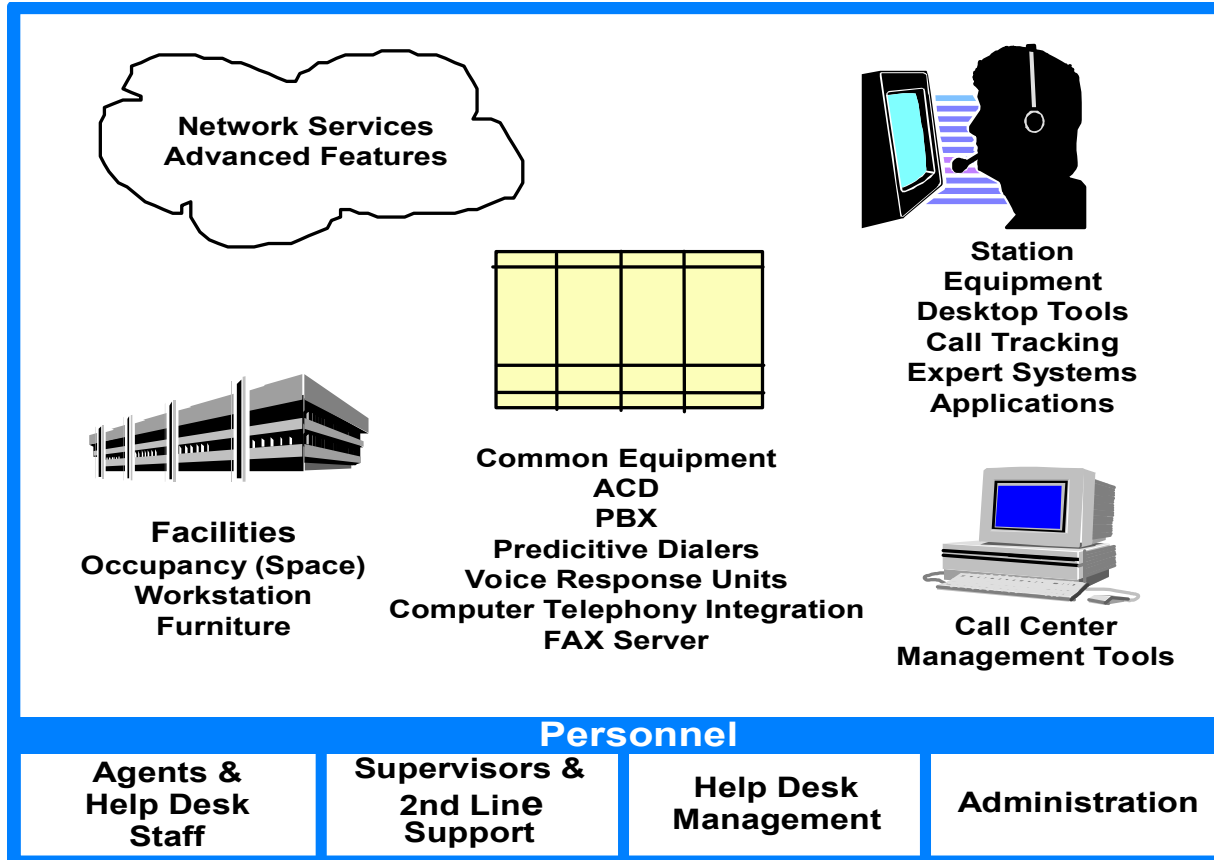 Network Services
Advanced Features
Station
Equipment
Desktop Tools
Call Tracking
Expert Systems
Applications
Facilities
Occupancy (Space)
Workstation
Furniture
Common Equipment
ACD
PBX
Predicitive Dialers
Voice Response Units
Computer Telephony Integration
FAX Server
Call Center
Management Tools
Personnel
Agents &
Help Desk
Staff
Supervisors &
2nd Line
Support
Help Desk
Management
Administration